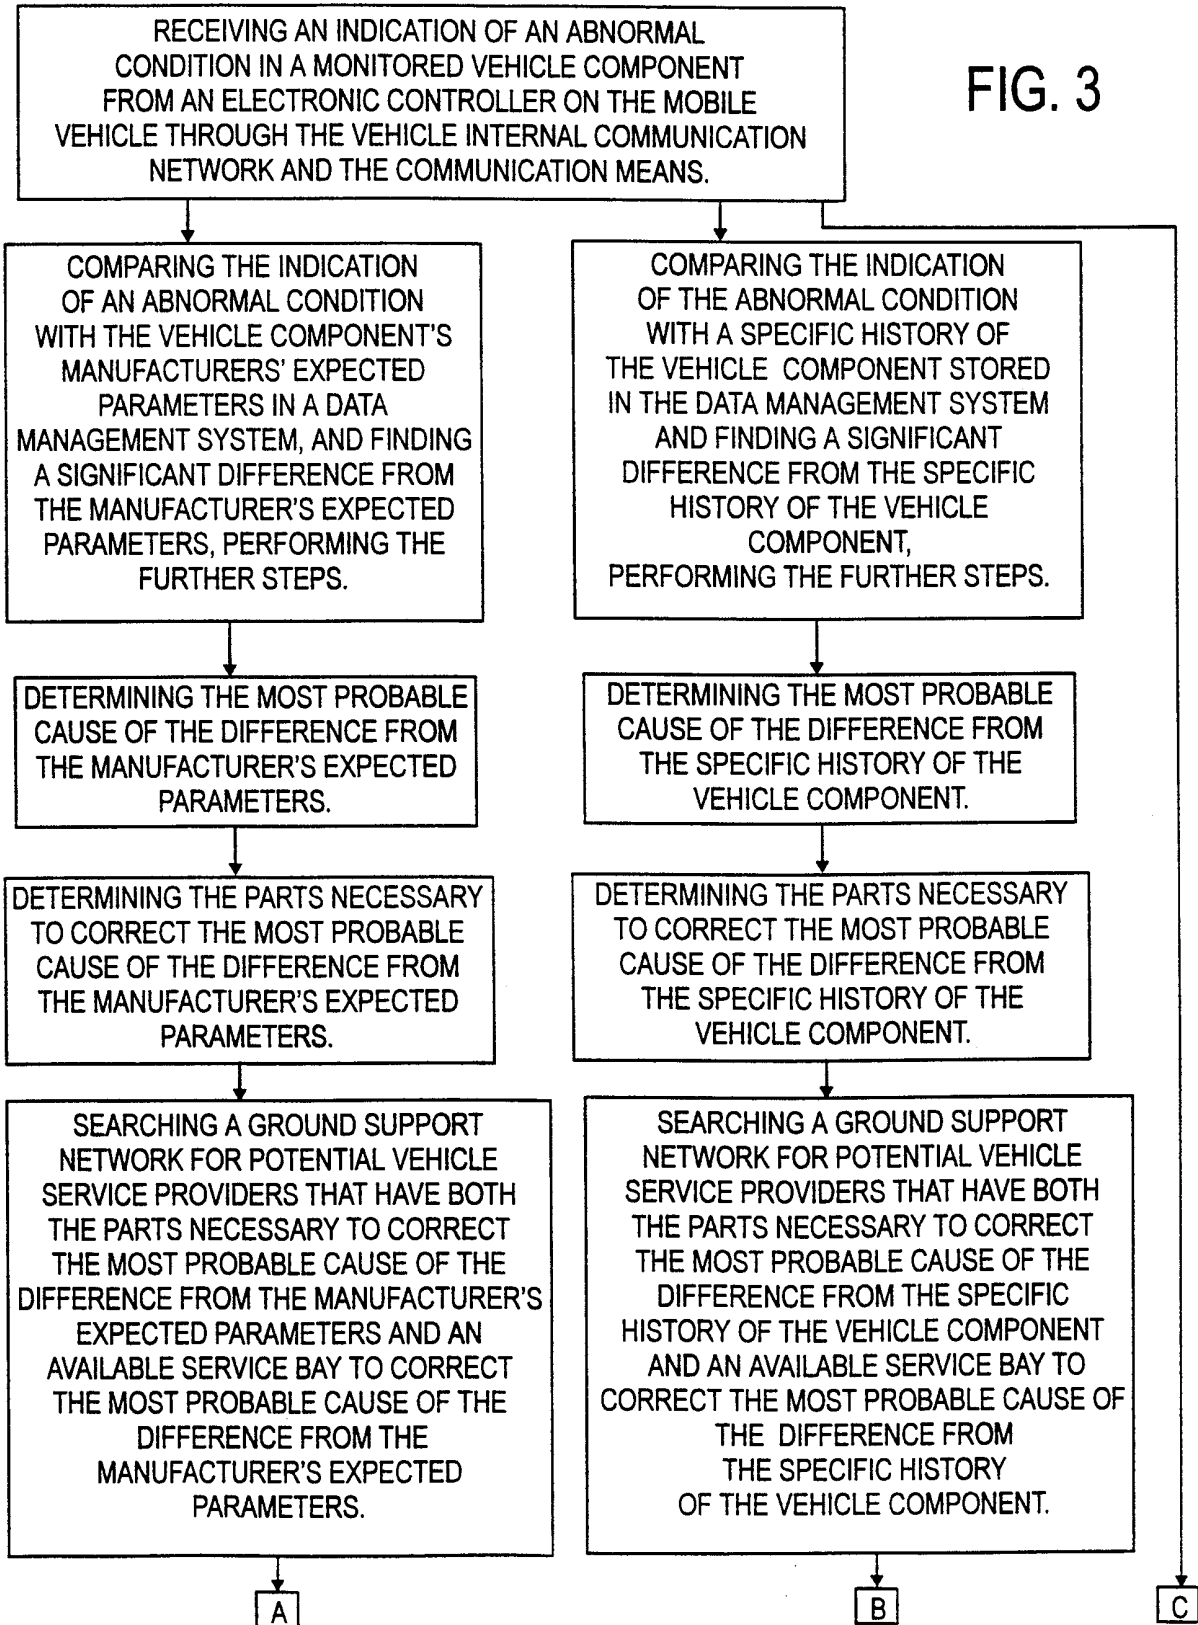 RECEIVING AN INDICATION OF AN ABNORMAL
CONDITION IN A MONITORED VEHICLE COMPONENT
FROM AN ELECTRONIC CONTROLLER ON THE MOBILE
VEHICLE THROUGH THE VEHICLE INTERNAL COMMUNICATION
NETWORK AND THE COMMUNICATION MEANS.
FIG. 3
COMPARING THE INDICATION
OF AN ABNORMAL CONDITION
WITH THE VEHICLE COMPONENT'S
MANUFACTURERS' EXPECTED
PARAMETERS IN A DATA
MANAGEMENT SYSTEM, AND FINDING
A SIGNIFICANT DIFFERENCE FROM
THE MANUFACTURER'S EXPECTED
PARAMETERS, PERFORMING THE
FURTHER STEPS.
COMPARING THE INDICATION
OF THE ABNORMAL CONDITION
WITH A SPECIFIC HISTORY OF
THE VEHICLE COMPONENT STORED
IN THE DATA MANAGEMENT SYSTEM
AND FINDING A SIGNIFICANT
DIFFERENCE FROM THE SPECIFIC
HISTORY OF THE VEHICLE
COMPONENT,
PERFORMING THE FURTHER STEPS.
DETERMINING THE MOST PROBABLE
CAUSE OF THE DIFFERENCE FROM
THE MANUFACTURER'S EXPECTED
PARAMETERS.
DETERMINING THE MOST PROBABLE
CAUSE OF THE DIFFERENCE FROM
THE SPECIFIC HISTORY OF THE
VEHICLE COMPONENT.
DETERMINING THE PARTS NECESSARY
TO CORRECT THE MOST PROBABLE
CAUSE OF THE DIFFERENCE FROM
THE MANUFACTURER'S EXPECTED
PARAMETERS.
DETERMINING THE PARTS NECESSARY
TO CORRECT THE MOST PROBABLE
CAUSE OF THE DIFFERENCE FROM
THE SPECIFIC HISTORY OF THE
VEHICLE COMPONENT.
SEARCHING A GROUND SUPPORT
NETWORK FOR POTENTIAL VEHICLE
SERVICE PROVIDERS THAT HAVE BOTH
THE PARTS NECESSARY TO CORRECT
THE MOST PROBABLE CAUSE OF THE
DIFFERENCE FROM THE MANUFACTURER'S
EXPECTED PARAMETERS AND AN
AVAILABLE SERVICE BAY TO CORRECT
THE MOST PROBABLE CAUSE OF THE
DIFFERENCE FROM THE
MANUFACTURER'S EXPECTED
PARAMETERS.
SEARCHING A GROUND SUPPORT
NETWORK FOR POTENTIAL VEHICLE
SERVICE PROVIDERS THAT HAVE BOTH
THE PARTS NECESSARY TO CORRECT
THE MOST PROBABLE CAUSE OF THE
DIFFERENCE FROM THE SPECIFIC
HISTORY OF THE VEHICLE COMPONENT
AND AN AVAILABLE SERVICE BAY TO
CORRECT THE MOST PROBABLE CAUSE OF
THE DIFFERENCE FROM
THE SPECIFIC HISTORY
OF THE VEHICLE COMPONENT.
A
B
C